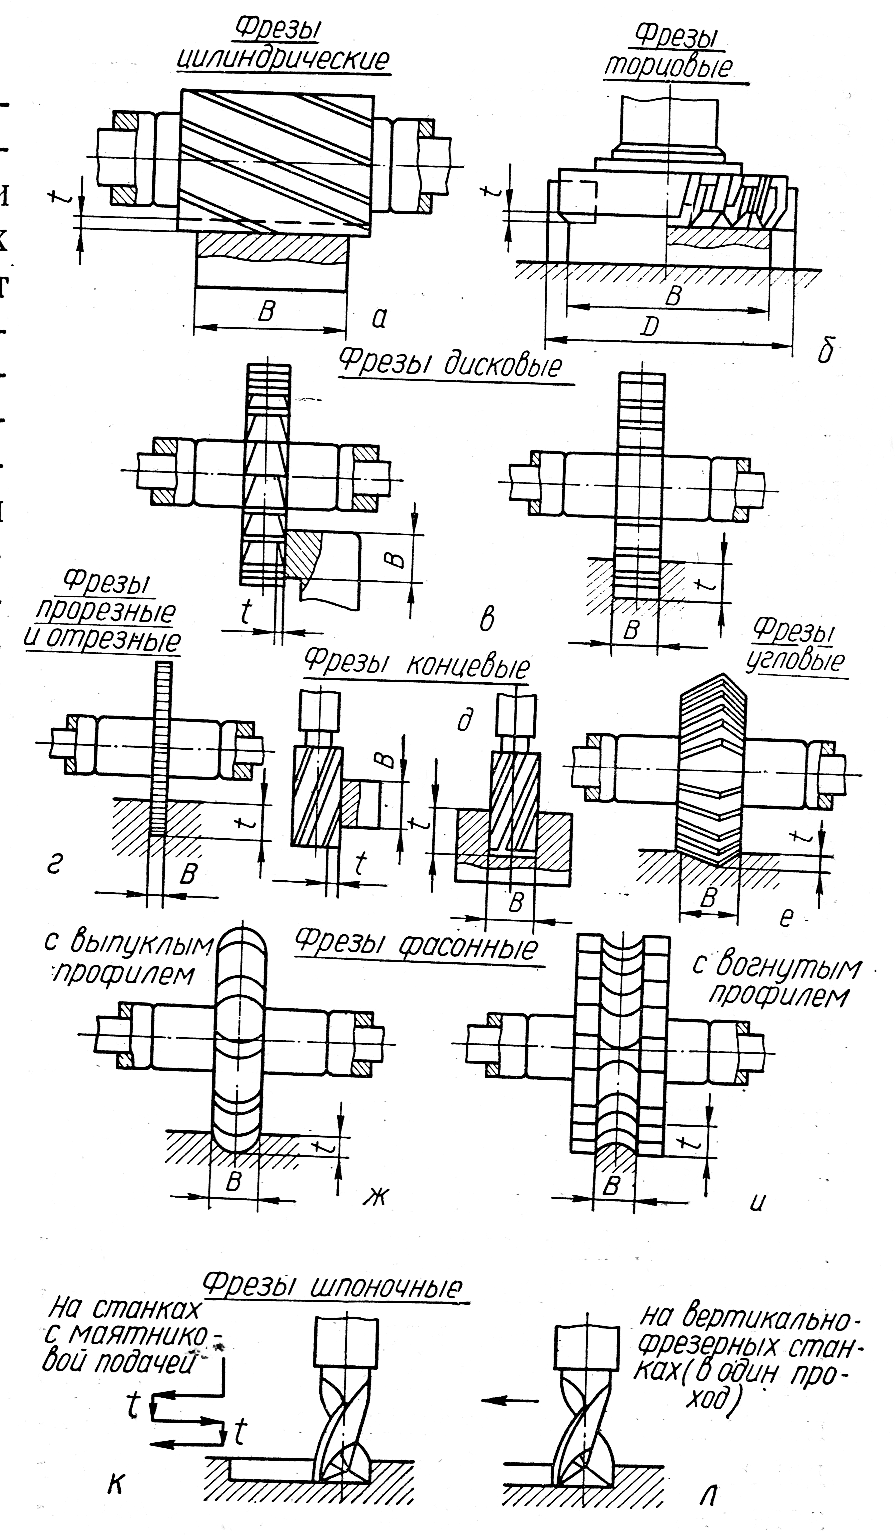 Фрезы
цилиндрические
Фрезы
торцовые
и
к
т
t
t
B
а
B
D
б
Фрезы дисковые
B
t
в
t
B
Фрезы
прорезные
и отрезные
Фрезы концевые
Фрезы
угловые
д
B
t
t
t
t
г
B
B
B
е
с выпуклым
профилем
Фрезы фасонные
с вогнутым
профилем
t
t
B
ж
B
и
Фрезы шпоночные
на станках
с маятнико-
вой подачей
на вертикально-
фрезерных стан-
ках (в один про-
ход)
t
t
к
л